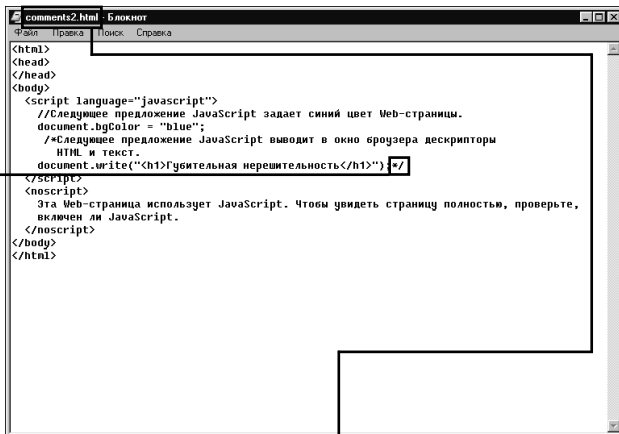 comments2.html - Блокнот
Файл Правка Поиск Справка
<html>
<head>
</head>
<body>
<script language="javascript">
//Следующее предложение JavaScript задает синий цвет Web-страницы.
document.bgColor = "blue";
/*Следующее предложение JavaScript выводит в окно броузера дескрипторы
HTML и текст.
document.write("<h1>Губительная нерешительность</h1>");*/
</script>
<noscript>
Эта Web-страница использует JavaScript. Чтобы увидеть страницу полностью, проверьте,
включен ли JavaScript.
</noscript>
</body>
</html>